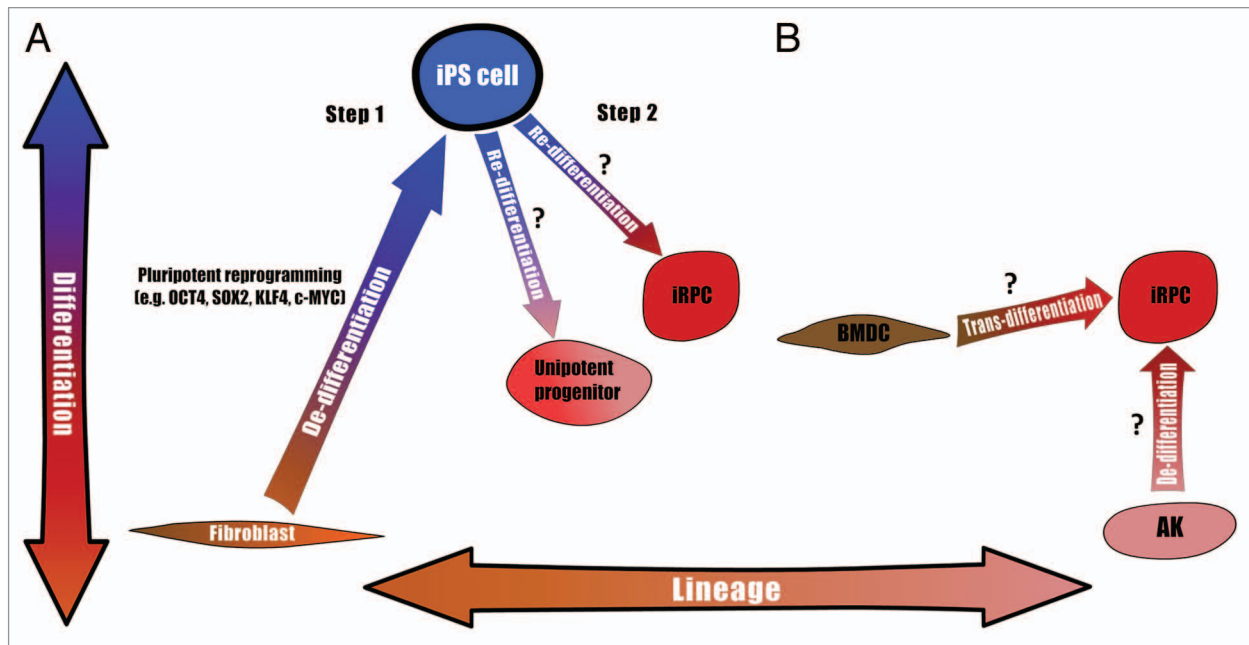 A
B
iPS cell
Step 1
Step 2
Re-differentiation
?
Re-differentiation
?
Differentiation
Pluripotent reprogramming
(e.g. OCT4, SOX2, KLF4, c-MYC)
De-differentiation
iRPC
Unipotent
progenitor
Fibroblast
?
BMDC
Trans-differentiation
iRPC
?
De-differentiation
AK
Lineage